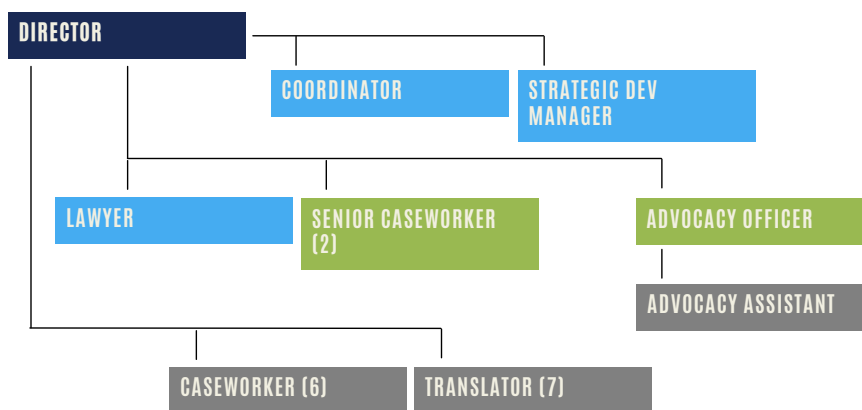 DIRECTOR
COORDINATOR
STRATEGIC DEV
MANAGER
LAWYER
SENIOR CASEWORKER
(2)
ADVOCACY OFFICER
ADVOCACY ASSISTANT
CASEWORKER (6)
TRANSLATOR (7)